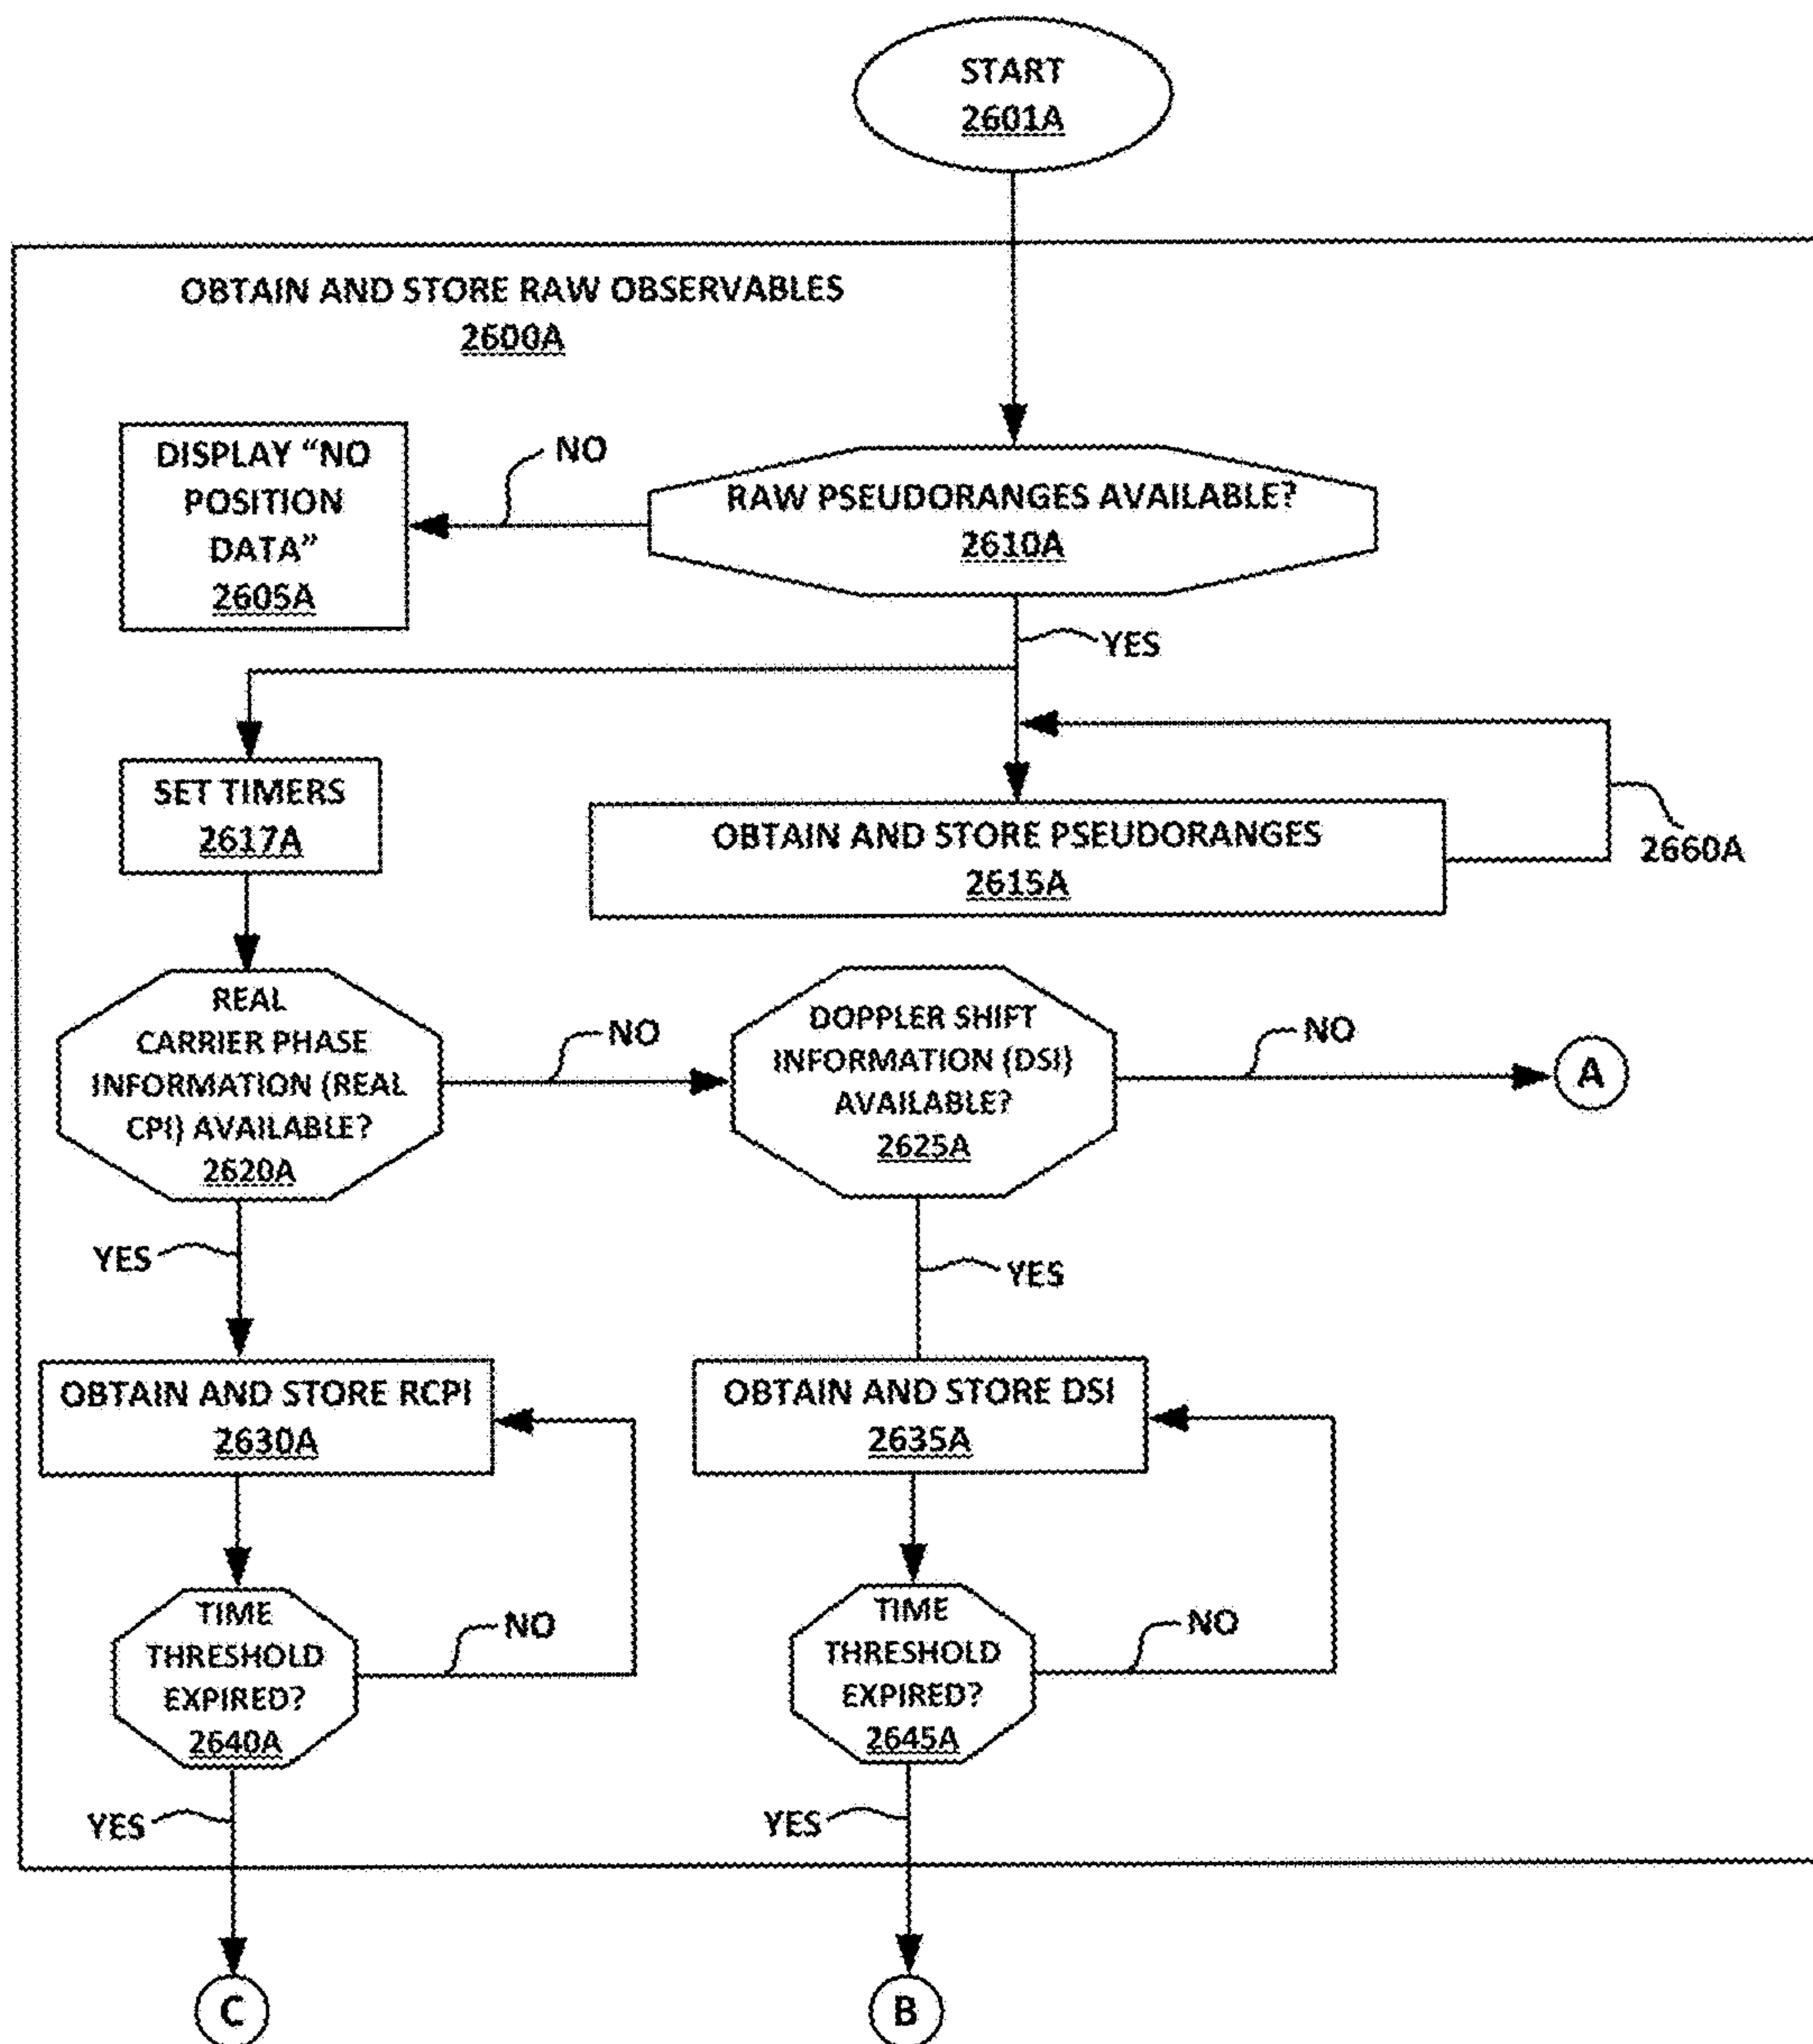 START
2601A
OBTAIN AND STORE RAW OBSERVABLES
2600A
DISPLAY “NO
POSITION
DATA”
2605A
NO
RAW PSEUDORANGES AVAILABLE?
2610A
YES
SET TIMERS
2617A
OBTAIN AND STORE PSEUDORANGES
2615A
2660A
REAL
CARRIER PHASE
INFORMATION (REAL
CPI) AVAILABLE?
2620A
NO
DOPPLER SHIFT
INFORMATION (DSI)
AVAILABLE?
2625A
NO
A
YES
YES
OBTAIN AND STORE RCPI
2630A
OBTAIN AND STORE DSI
2635A
TIME
THRESHOLD
EXPIRED?
2640A
NO
TIME
THRESHOLD
EXPIRED?
2645A
NO
YES
YES
C
B